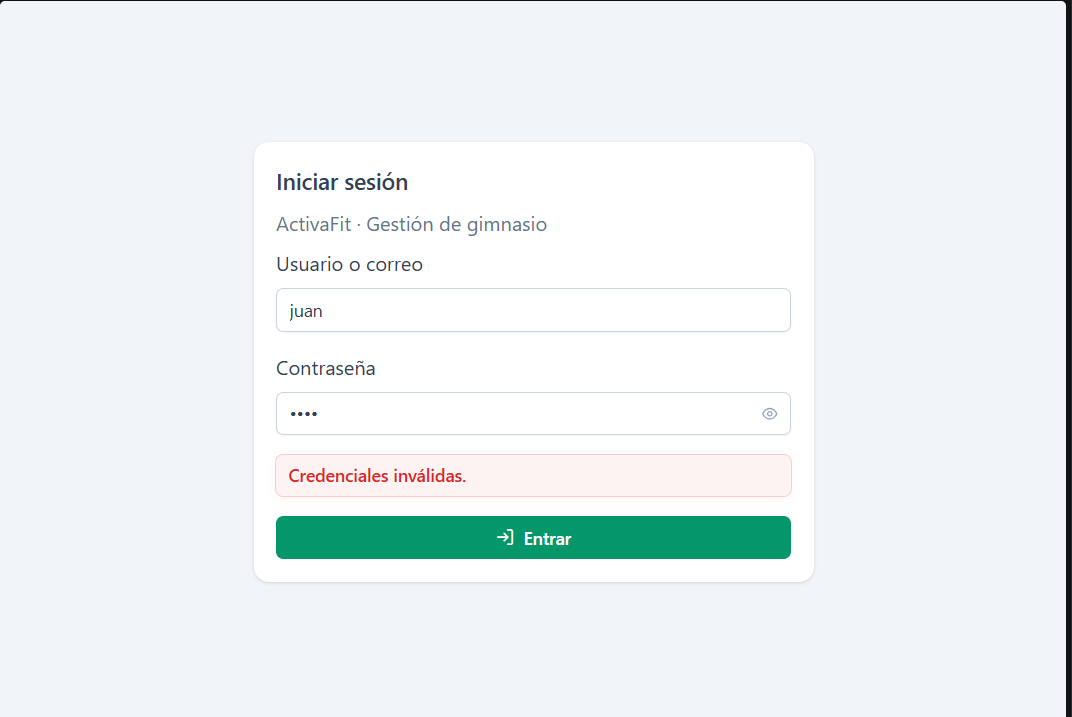 Iniciar sesión
ActivaFit · Gestión de gimnasio
Usuario o correo
juan
Contraseña
••••
Credenciales inválidas.
Entrar